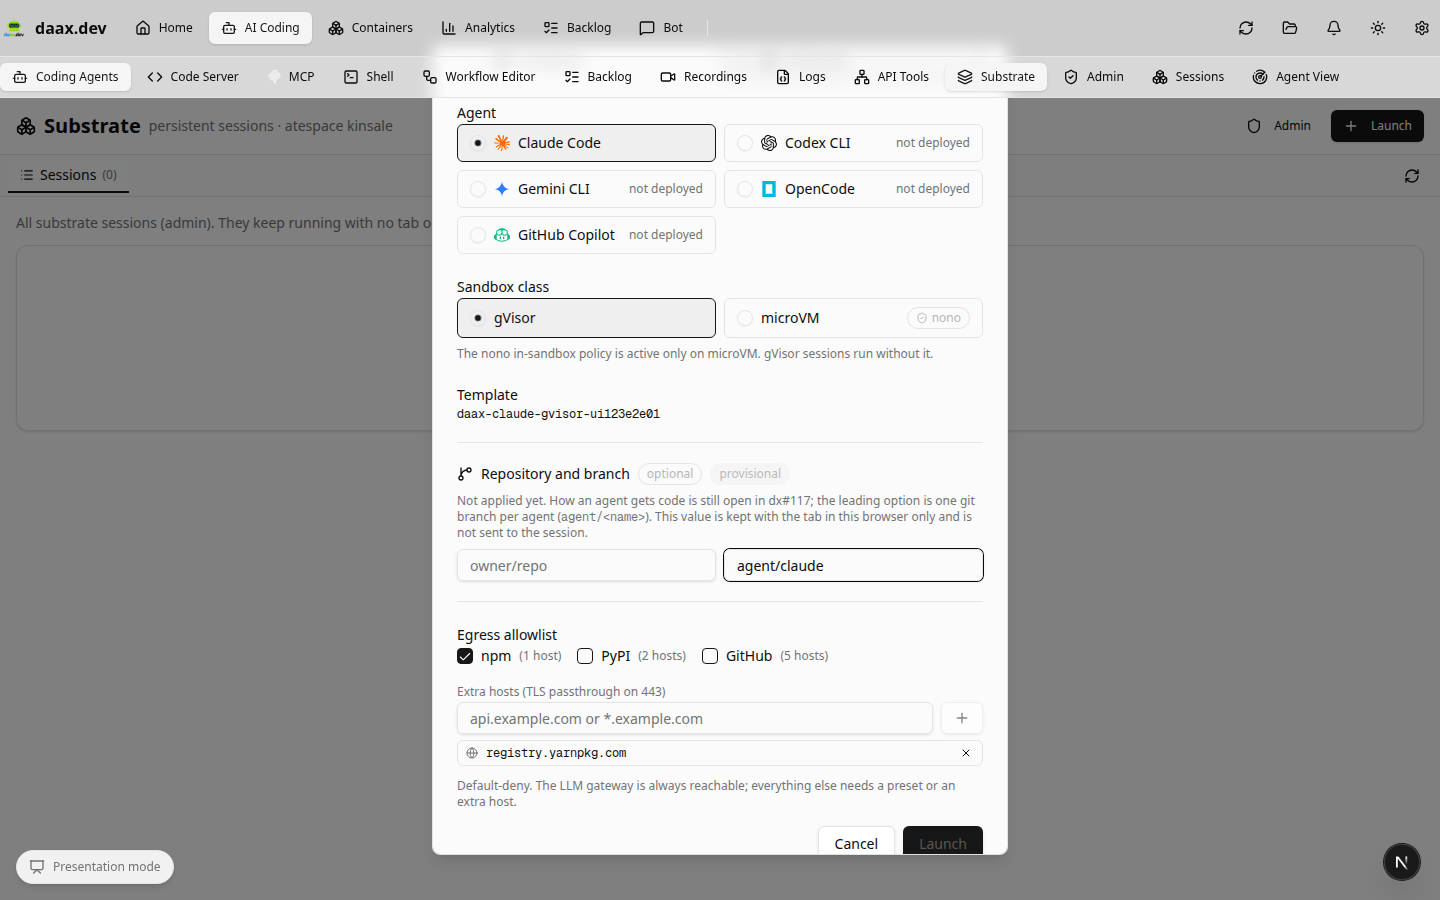 daax.dev Home AI Coding Containers Analytics Backlog Bot
Coding Agents Code Server MCP Shell Workflow Editor Backlog Recordings Logs API Tools Substrate Admin Sessions Agent View
Substrate persistent sessions · atespace kinsale Admin Launch
Sessions (0)
All substrate sessions (admin). They keep running with no tab o
Agent
Claude Code
Codex CLI not deployed
Gemini CLI not deployed
OpenCode not deployed
GitHub Copilot not deployed
Sandbox class
gVisor
microVM nono
The nono in-sandbox policy is active only on microVM. gVisor sessions run without it.
Template
daax-claude-gvisor-ui123e2e01
Repository and branch optional provisional
Not applied yet. How an agent gets code is still open in dx#117; the leading option is one git
branch per agent (agent/<name>). This value is kept with the tab in this browser only and is
not sent to the session.
owner/repo
agent/claude
Egress allowlist
npm (1 host) PyPI (2 hosts) GitHub (5 hosts)
Extra hosts (TLS passthrough on 443)
api.example.com or *.example.com
registry.yarnpkg.com
Default-deny. The LLM gateway is always reachable; everything else needs a preset or an
extra host.
Cancel Launch
Presentation mode
N